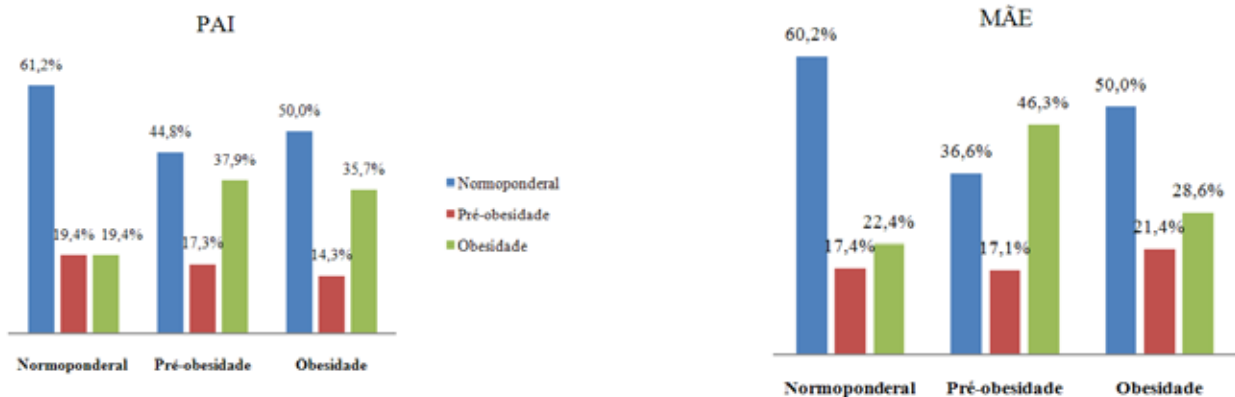 PAI
61,2%
19,4%
19,4%
44,8%
17,3%
37,9%
50,0%
14,3%
35,7%
Normoponderal
Pré-obesidade
Obesidade
Normoponderal
Pré-obesidade
Obesidade
MÃE
60,2%
17,4%
22,4%
36,6%
17,1%
46,3%
50,0%
21,4%
28,6%
Normoponderal
Pré-obesidade
Obesidade